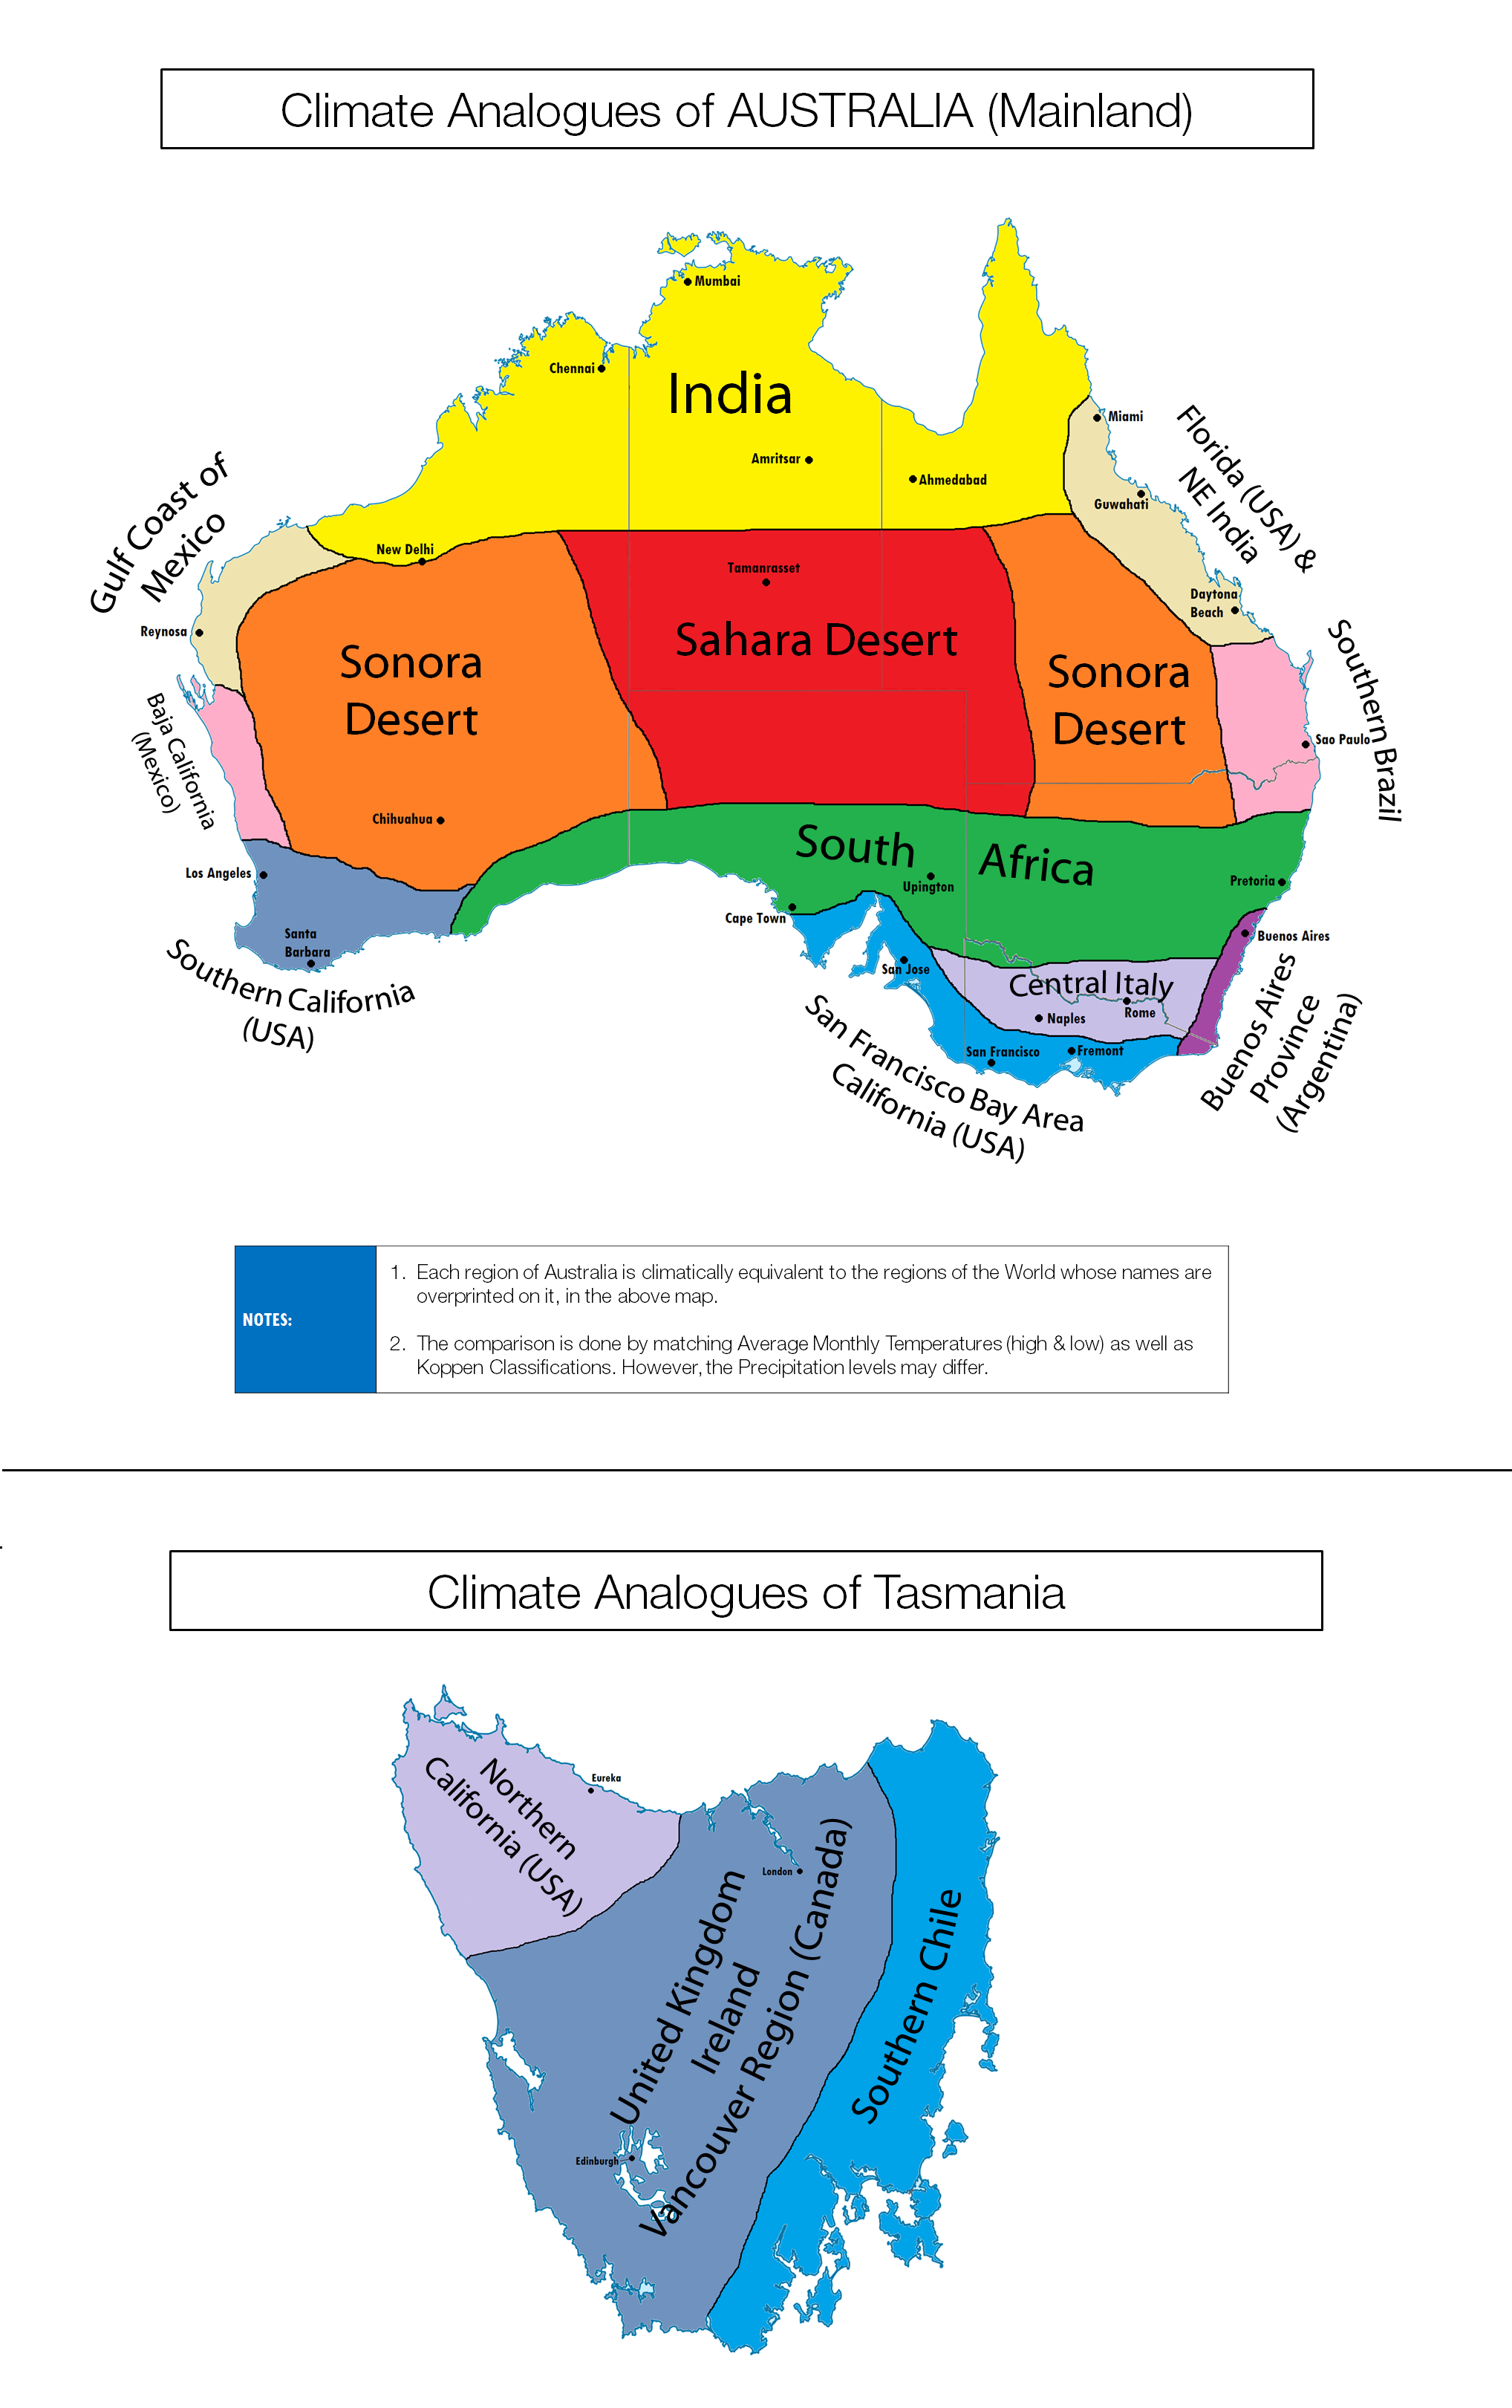 Climate Analogues of AUSTRALIA (Mainland)
Mumbai
Chennai
India
Amritsar
Ahmedabad
Miami
Guwahati
Florida (USA) &
NE India
Gulf Coast of
Mexico
New Delhi
Tamanrasset
Daytona
Beach
Reynosa
Sonora
Desert
Sahara Desert
Sonora
Desert
Southern Brazil
Sao Paulo
Baja California
(Mexico)
Chihuahua
South Africa
Los Angeles
Upington
Pretoria
Cape Town
Santa
Barbara
Buenos Aires
San Jose
Southern California
(USA)
Central Italy
Rome
Naples
San Francisco
Fremont
San Francisco Bay Area
California (USA)
Buenos Aires
Province
(Argentina)
NOTES:
1. Each region of Australia is climatically equivalent to the regions of the World whose names are
overprinted on it, in the above map.
2. The comparison is done by matching Average Monthly Temperatures (high & low) as well as
Koppen Classifications. However, the Precipitation levels may differ.
Climate Analogues of Tasmania
Northern
California (USA)
Eureka
London
United Kingdom
Ireland
Vancouver Region (Canada)
Southern Chile
Edinburgh